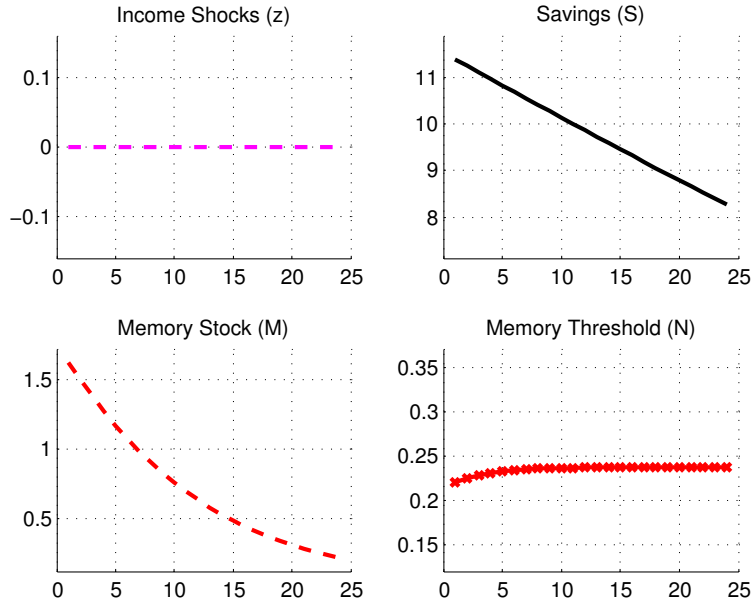 Income Shocks (z)
0.1
0
−0.1
0 5 10 15 20 25
Savings (S)
11
10
9
8
0 5 10 15 20 25
Memory Stock (M)
1.5
1
0.5
0 5 10 15 20 25
Memory Threshold (N)
0.35
0.3
0.25
0.2
0.15
0 5 10 15 20 25